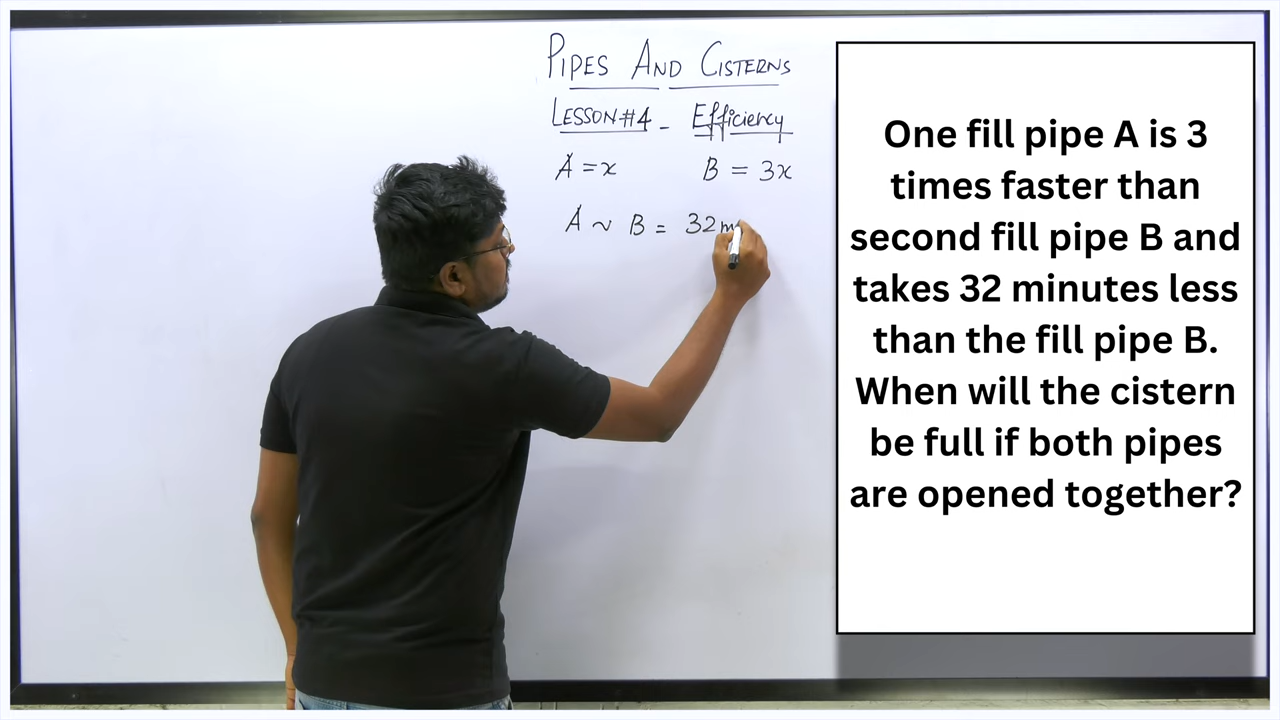 PIPES AND CISTERNS
LESSON#4 - Efficiency
A = x B = 3x
A ~ B = 32m
One fill pipe A is 3
times faster than
second fill pipe B and
takes 32 minutes less
than the fill pipe B.
When will the cistern
be full if both pipes
are opened together?